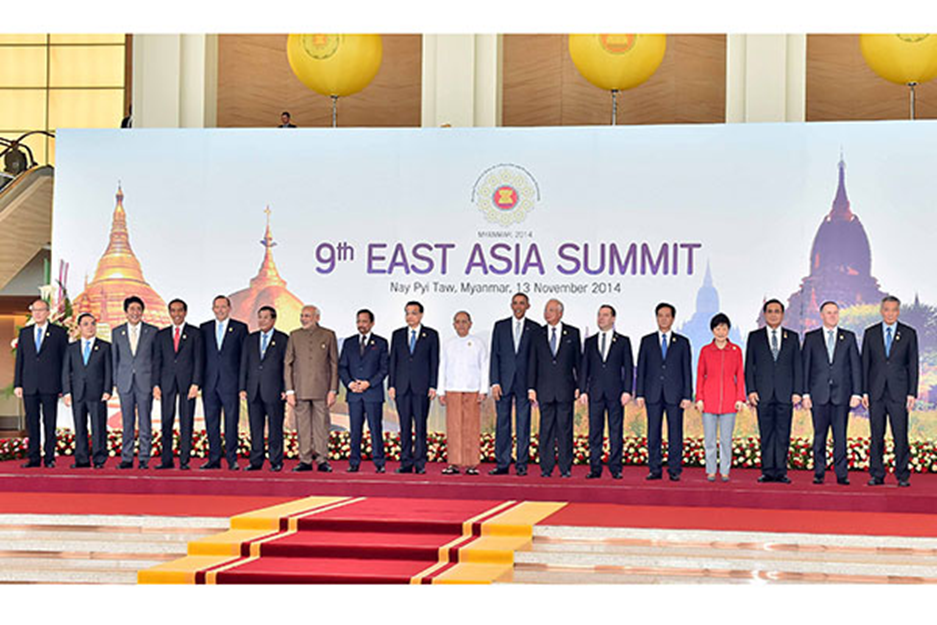 MYANMAR 2014
9th EAST ASIA SUMMIT
Nay Pyi Taw, Myanmar, 13 November 2014